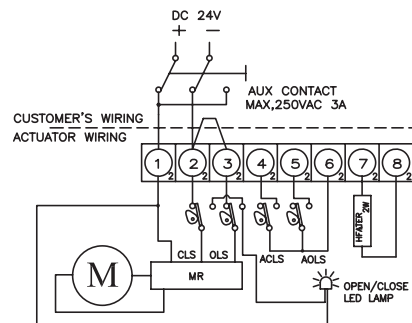 DC 24V
+ −
AUX CONTACT
MAX,250VAC 3A
CUSTOMER'S WIRING
ACTUATOR WIRING
1 2 3 4 5 6 7 8
2 2 2 2 2 2 2 2
HEATER
2W
CLS OLS ACLS AOLS
M
MR
OPEN/CLOSE
LED LAMP